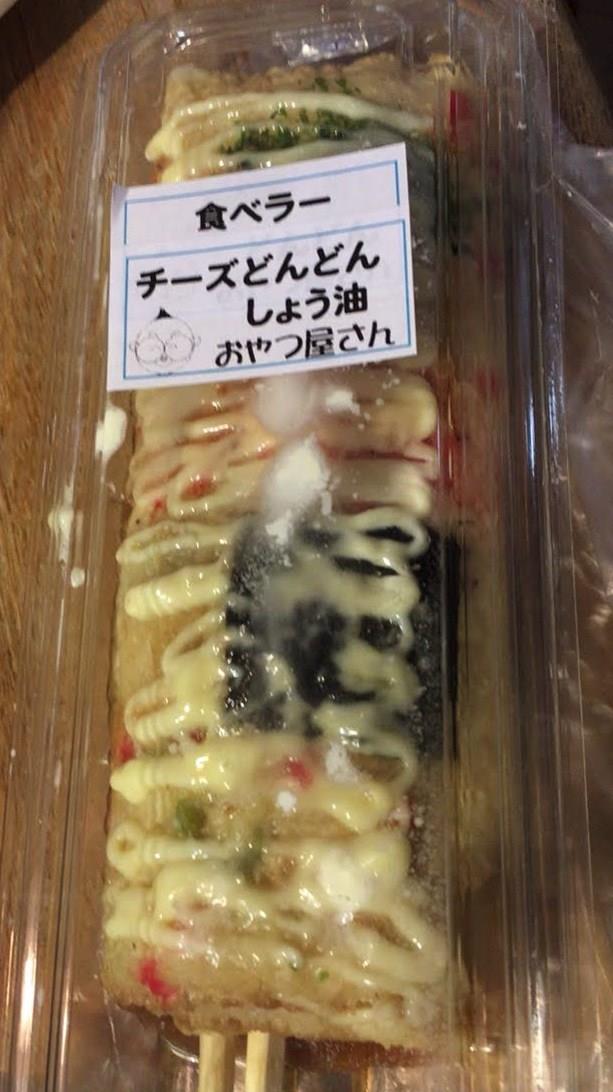 食べラー
チーズどんどん
しょう油
おやつ屋さん